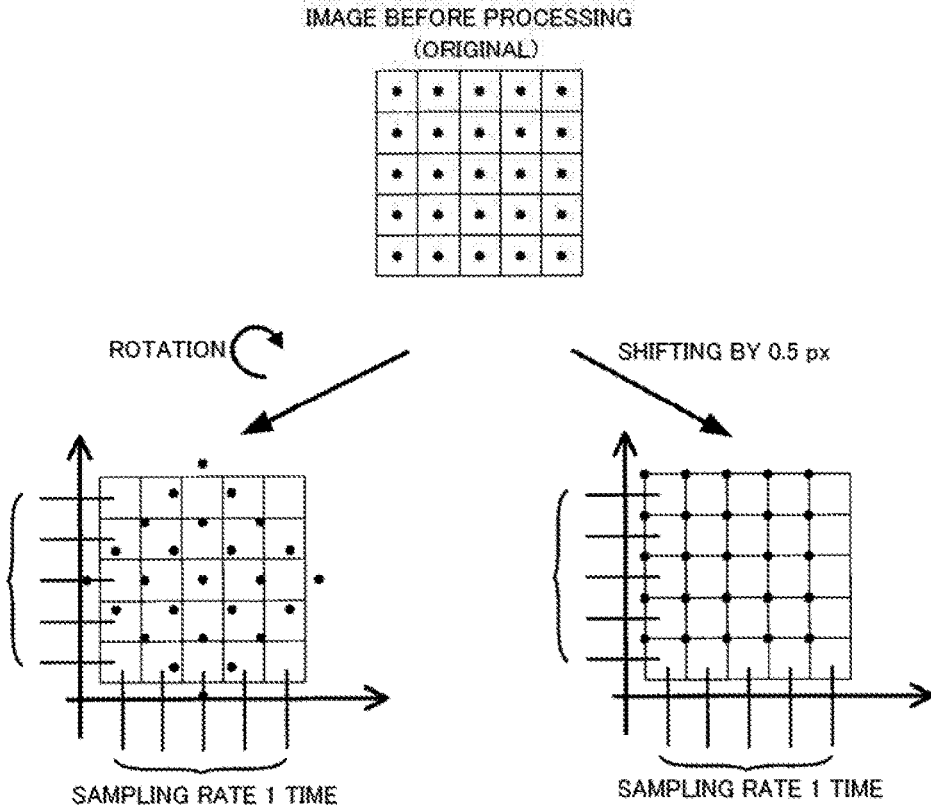 IMAGE BEFORE PROCESSING
(ORIGINAL)
ROTATION
SHIFTING BY 0.5 px
SAMPLING RATE 1 TIME
SAMPLING RATE 1 TIME